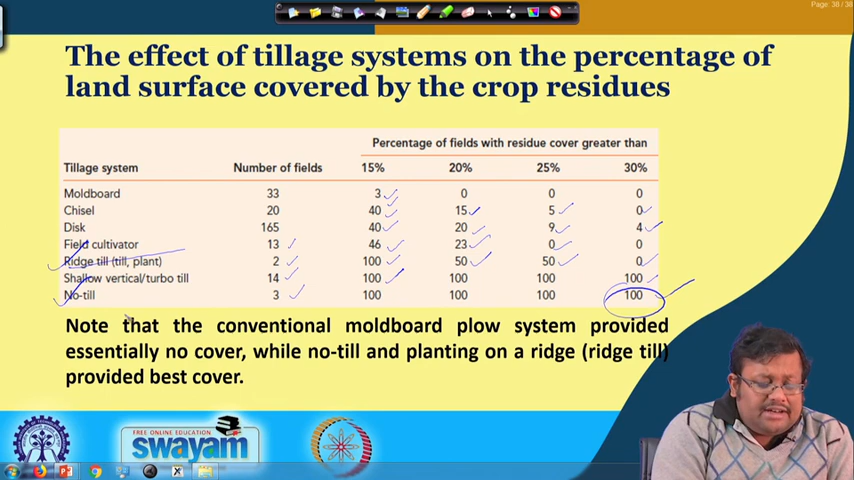 Page: 38 / 38
The effect of tillage systems on the percentage of
land surface covered by the crop residues
Percentage of fields with residue cover greater than
Tillage system Number of fields 15% 20% 25% 30%
Moldboard 33 3 0 0 0
Chisel 20 40 15 5 0
Disk 165 40 20 9 4
Field cultivator 13 46 23 0 0
Ridge till (till, plant) 2 100 50 50 0
Shallow vertical/turbo till 14 100 100 100 100
No-till 3 100 100 100 100
Note that the conventional moldboard plow system provided
essentially no cover, while no-till and planting on a ridge (ridge till)
provided best cover.
FREE ONLINE EDUCATION
swayam